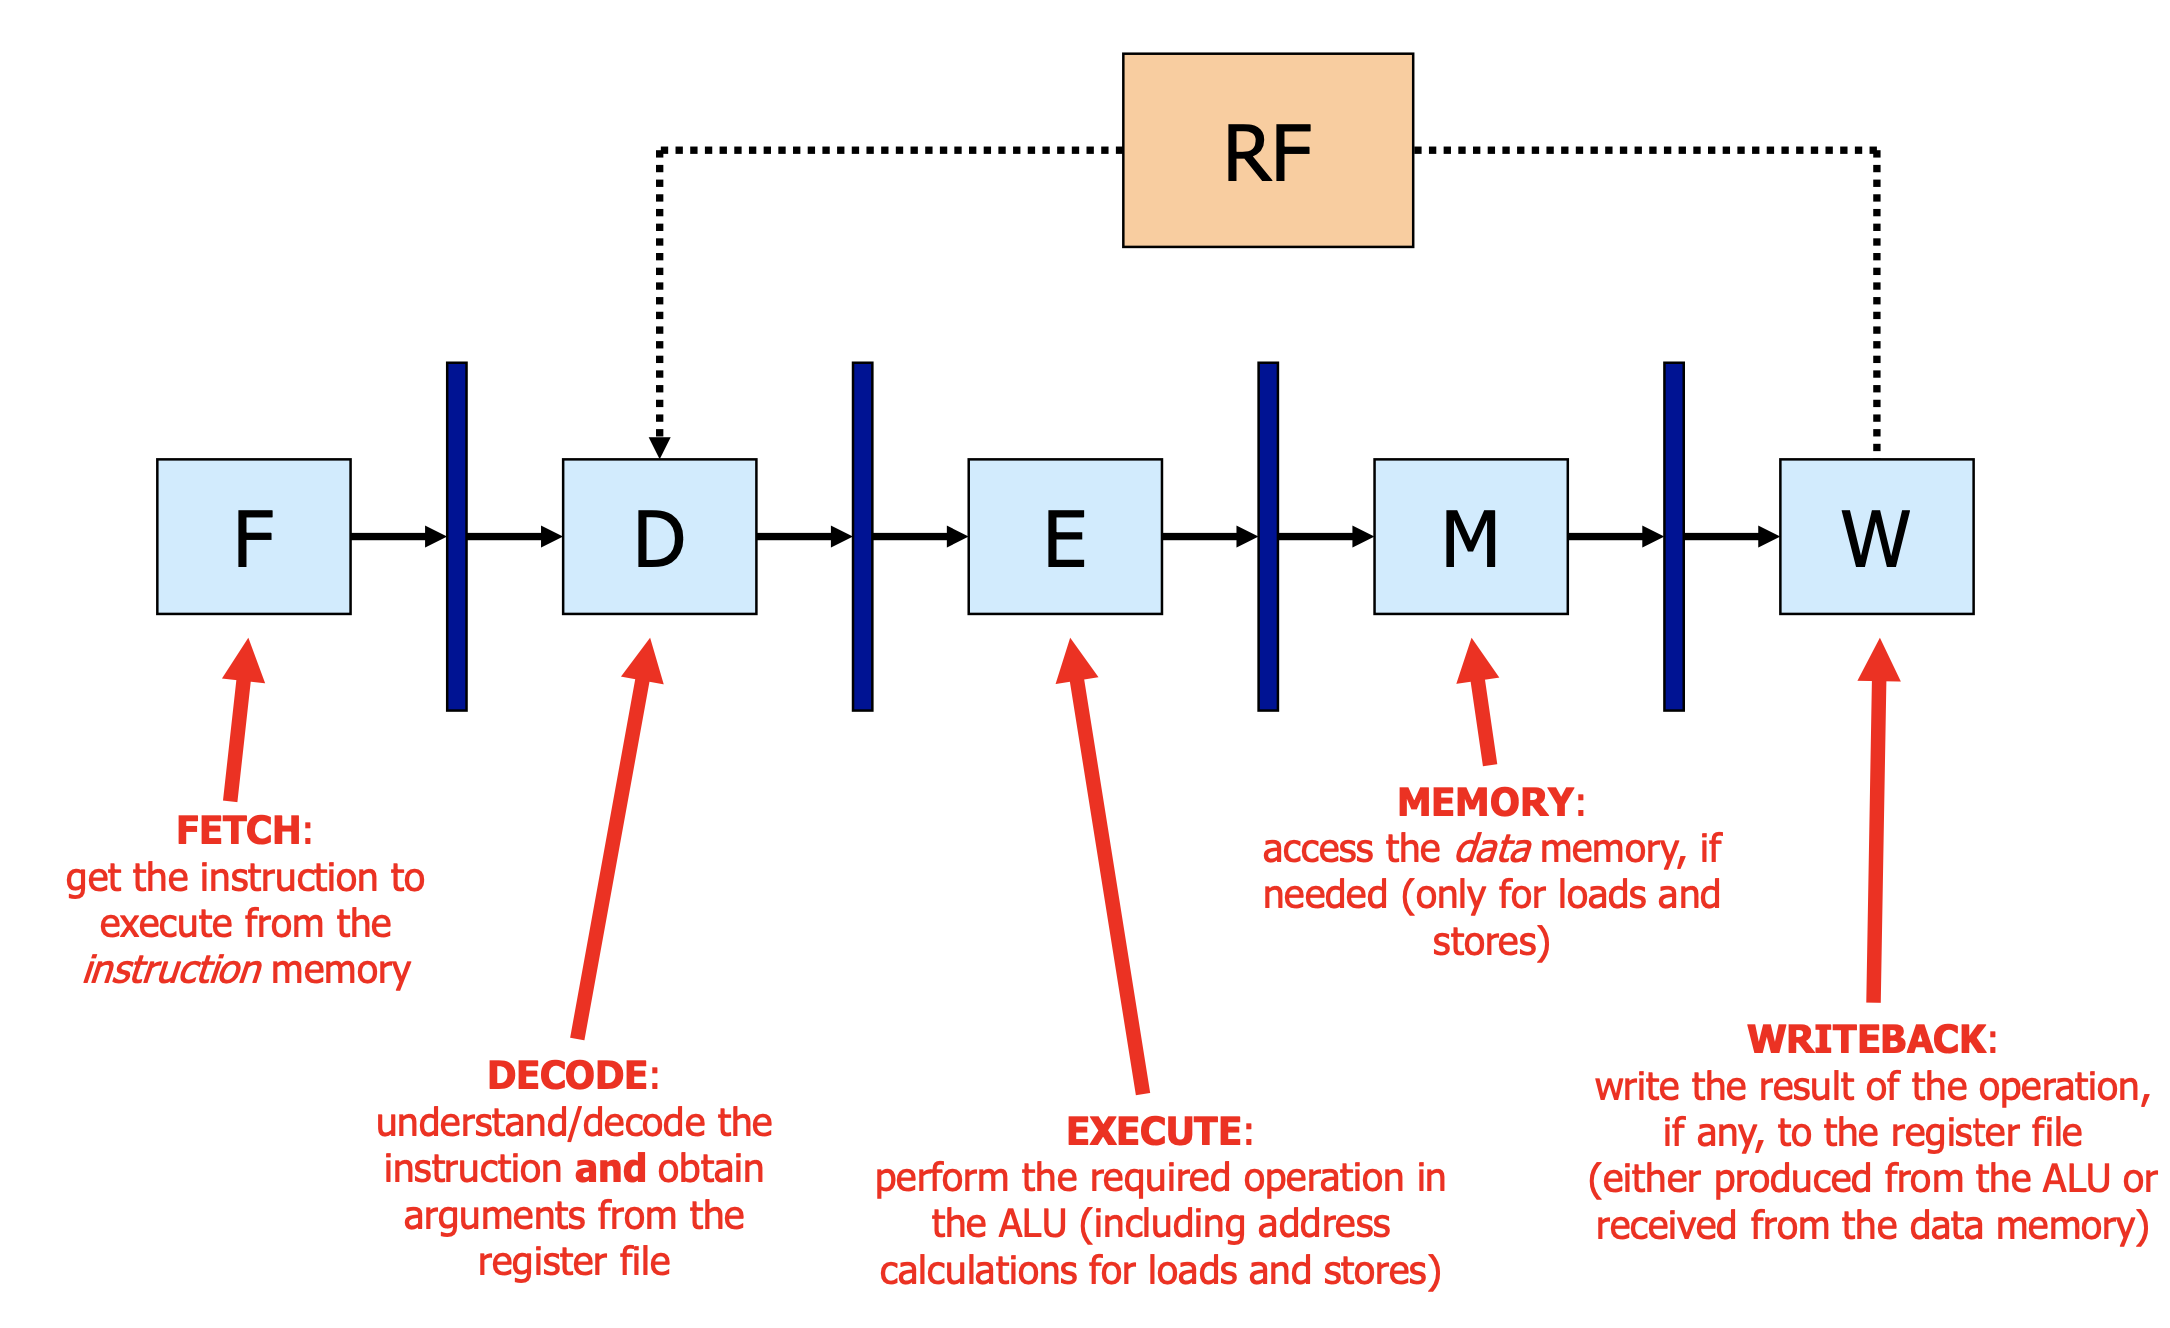 RF
F
D
E
M
W
FETCH:
get the instruction to
execute from the
instruction memory
DECODE:
understand/decode the
instruction and obtain
arguments from the
register file
EXECUTE:
perform the required operation in
the ALU (including address
calculations for loads and stores)
MEMORY:
access the data memory, if
needed (only for loads and
stores)
WRITEBACK:
write the result of the operation,
if any, to the register file
(either produced from the ALU or
received from the data memory)